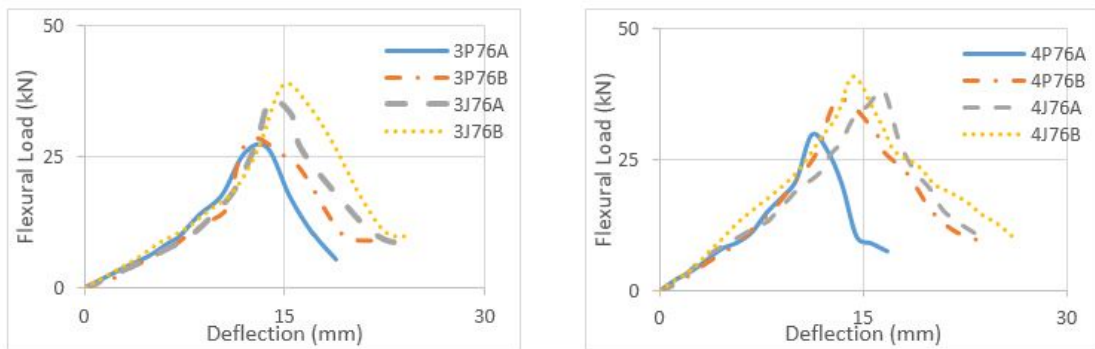 50
25
0
0
15
30
Flexural Load (kN)
Deflection (mm)
3P76A
3P76B
3J76A
3J76B
50
25
0
0
15
30
Flexural Load (kN)
Deflection (mm)
4P76A
4P76B
4J76A
4J76B